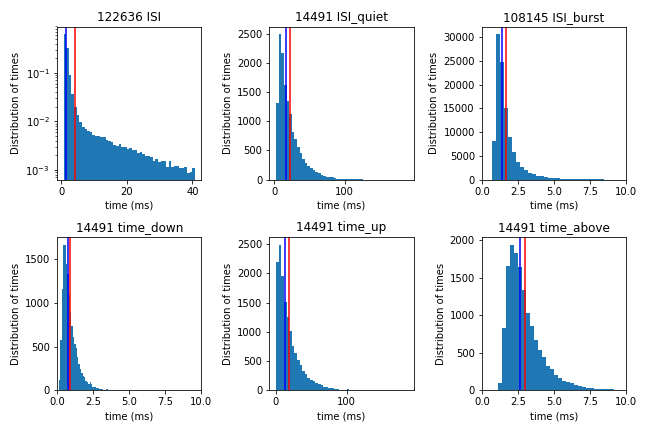 122636 ISI
Distribution of times
10⁻¹
10⁻²
10⁻³
0 20 40
time (ms)
14491 ISI_quiet
Distribution of times
2500
2000
1500
1000
500
0
0 100
time (ms)
108145 ISI_burst
Distribution of times
30000
25000
20000
15000
10000
5000
0
0.0 2.5 5.0 7.5 10.0
time (ms)
14491 time_down
Distribution of times
1500
1000
500
0
0.0 2.5 5.0 7.5 10.0
time (ms)
14491 time_up
Distribution of times
2500
2000
1500
1000
500
0
0 100
time (ms)
14491 time_above
Distribution of times
2000
1500
1000
500
0
0.0 2.5 5.0 7.5 10.0
time (ms)